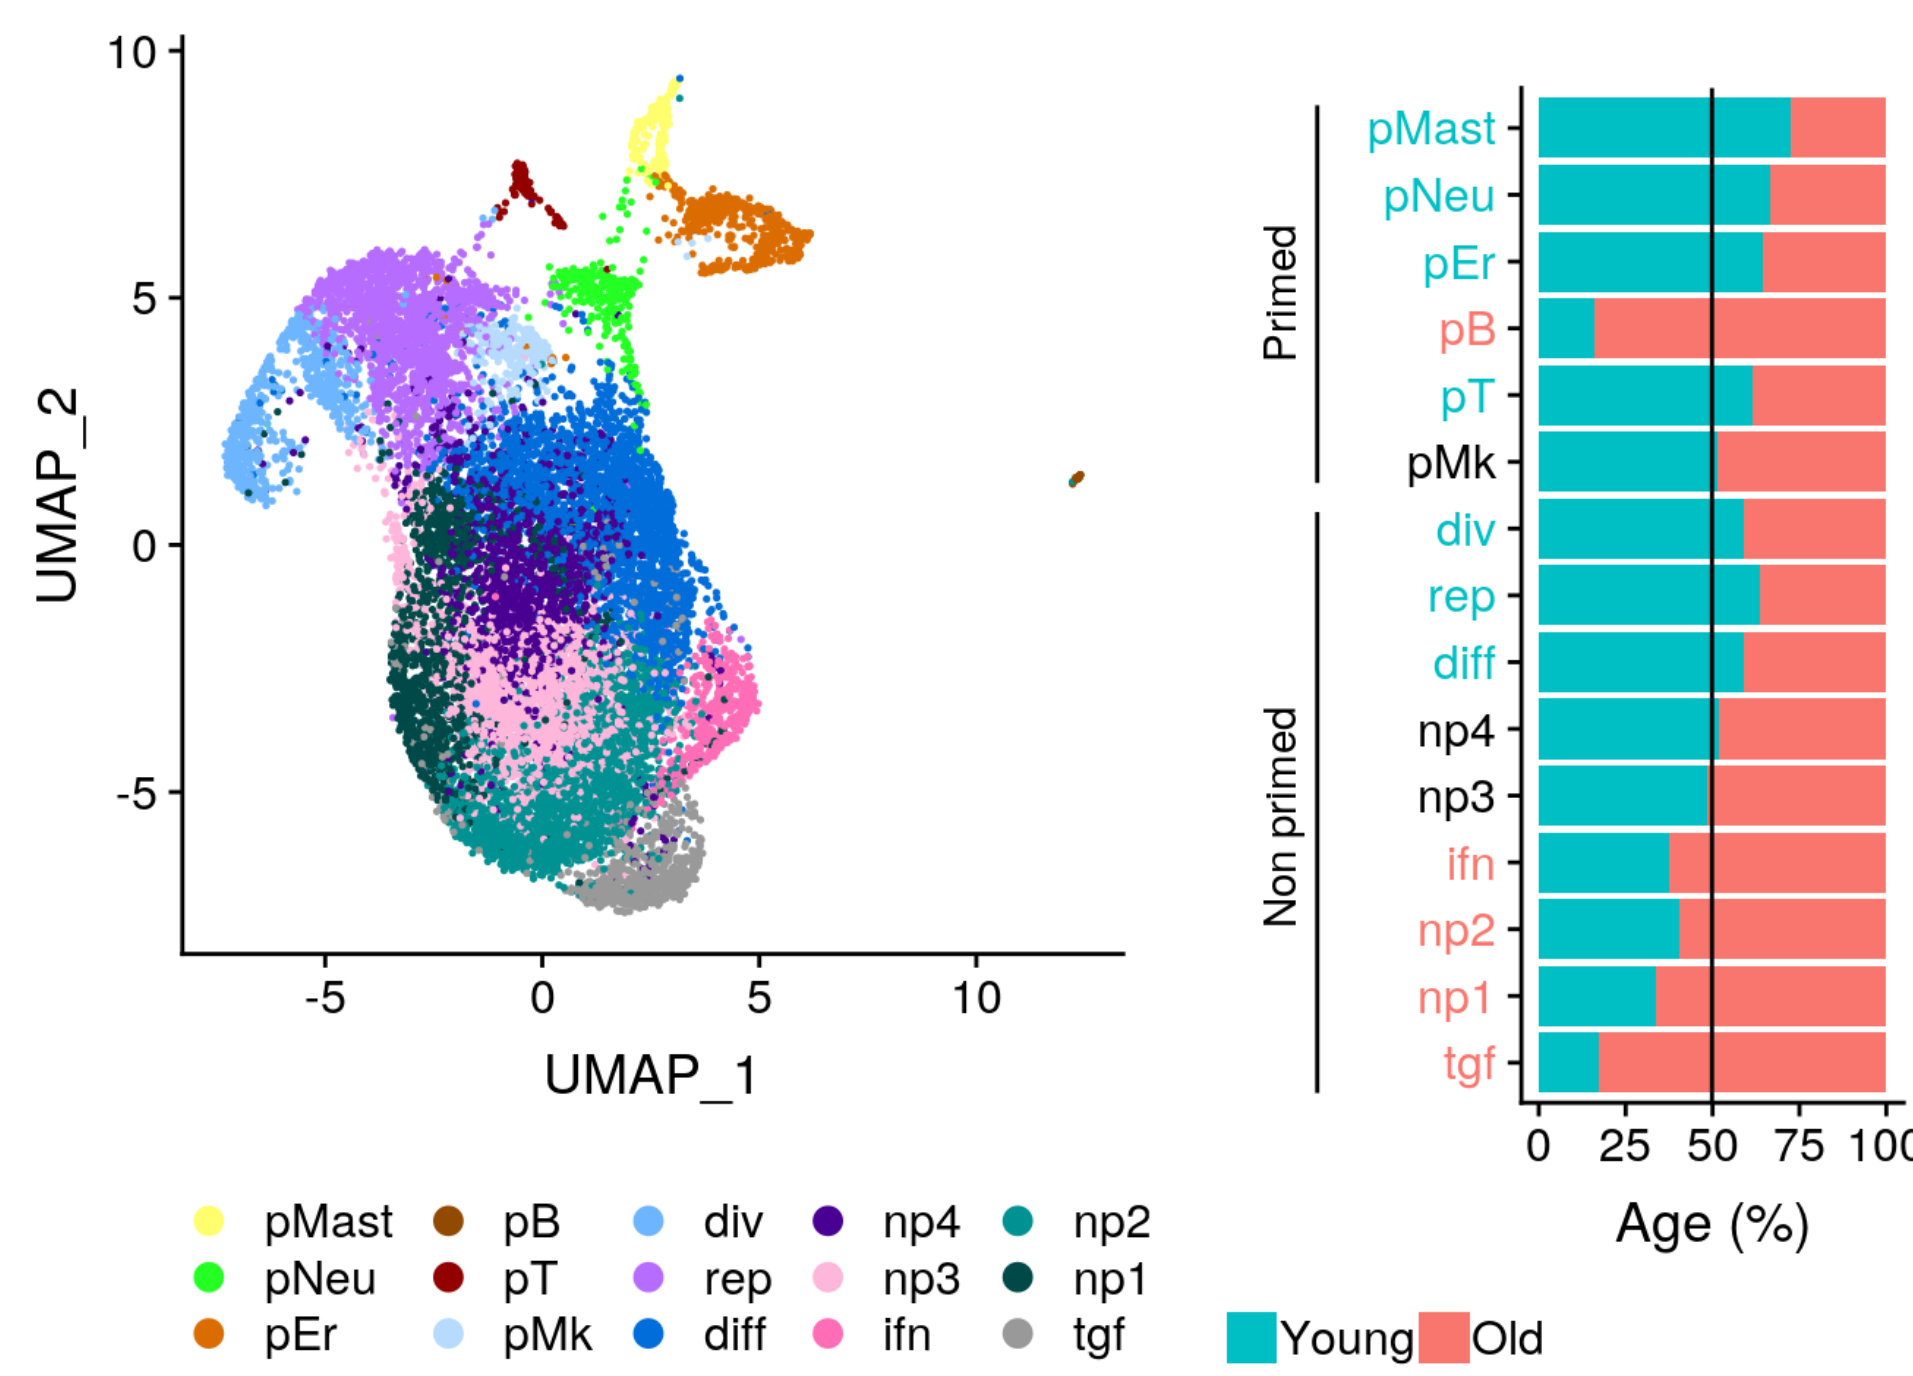 10
5
0
-5
UMAP_2
-5 0 5 10
UMAP_1
pMast pB div np4 np2
pNeu pT rep np3 np1
pEr pMk diff ifn tgf
Primed
Non primed
pMast
pNeu
pEr
pB
pT
pMk
div
rep
diff
np4
np3
ifn
np2
np1
tgf
0 25 50 75 100
Age (%)
Young Old